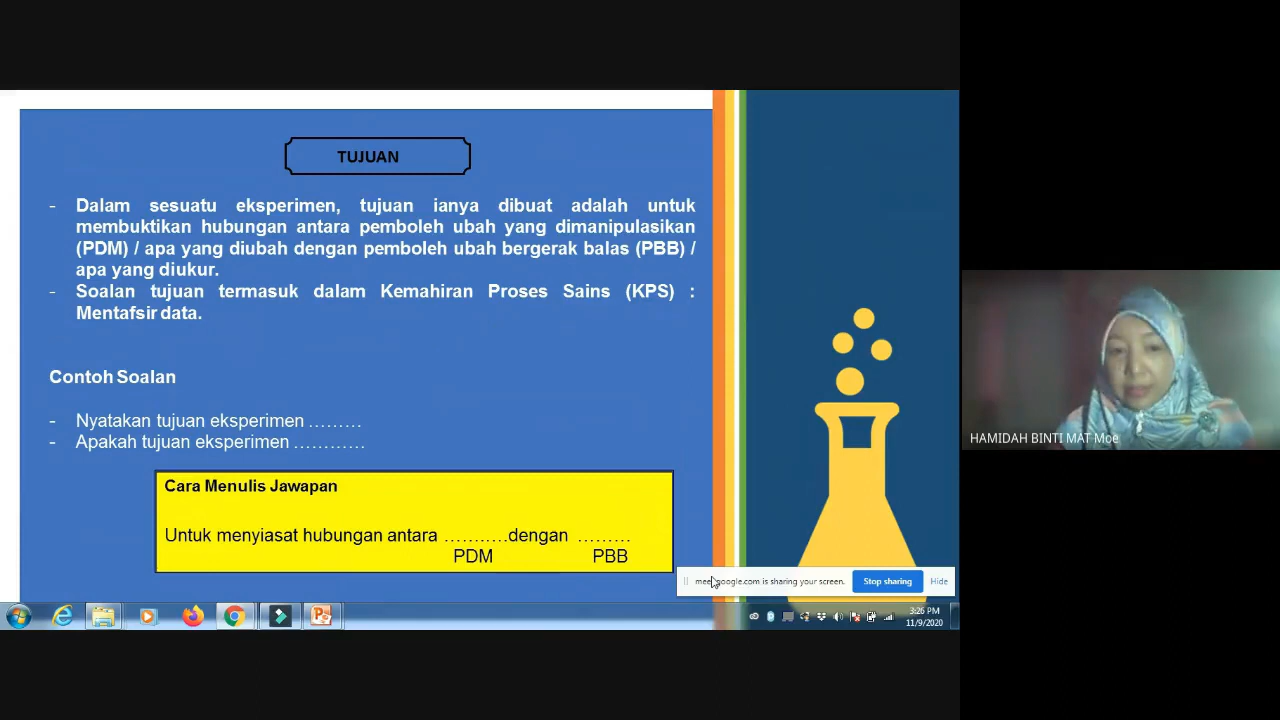 TUJUAN
- Dalam sesuatu eksperimen, tujuan ianya dibuat adalah untuk
membuktikan hubungan antara pemboleh ubah yang dimanipulasikan
(PDM) / apa yang diubah dengan pemboleh ubah bergerak balas (PBB) /
apa yang diukur.
- Soalan tujuan termasuk dalam Kemahiran Proses Sains (KPS) :
Mentafsir data.
Contoh Soalan
- Nyatakan tujuan eksperimen ………
- Apakah tujuan eksperimen …………
Cara Menulis Jawapan
Untuk menyiasat hubungan antara ………..dengan ………
PDM PBB
meet.google.com is sharing your screen. Stop sharing Hide
3:26 PM
11/9/2020
HAMIDAH BINTI MAT Moe